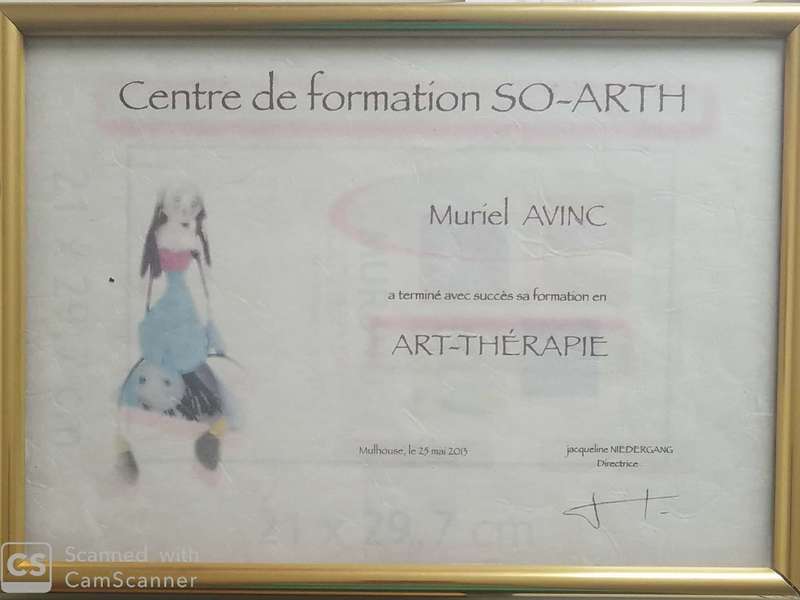 Centre de formation SO-ARTH
Muriel AVINC
a terminé avec succès sa formation en
ART-THÉRAPIE
Mulhouse, le 25 mai 2013
jacqueline NIEDERGANG
Directrice
21 x 29,7 cm
CS Scanned with
CamScanner